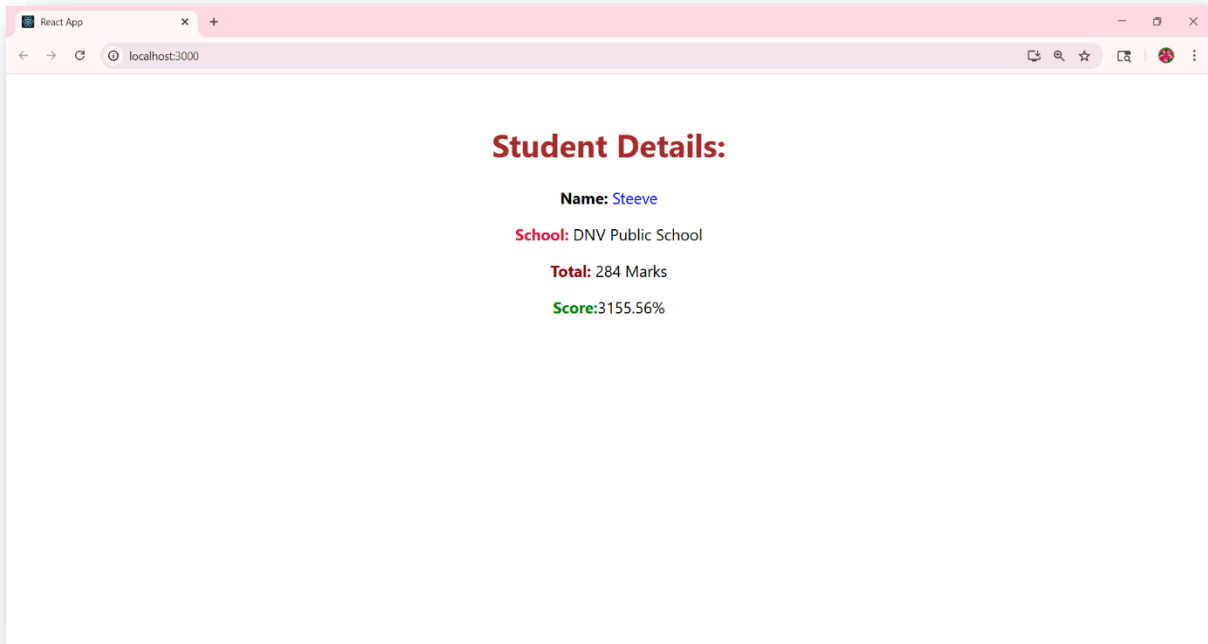 React App
localhost:3000
Student Details:
Name: Steeve
School: DNV Public School
Total: 284 Marks
Score:3155.56%